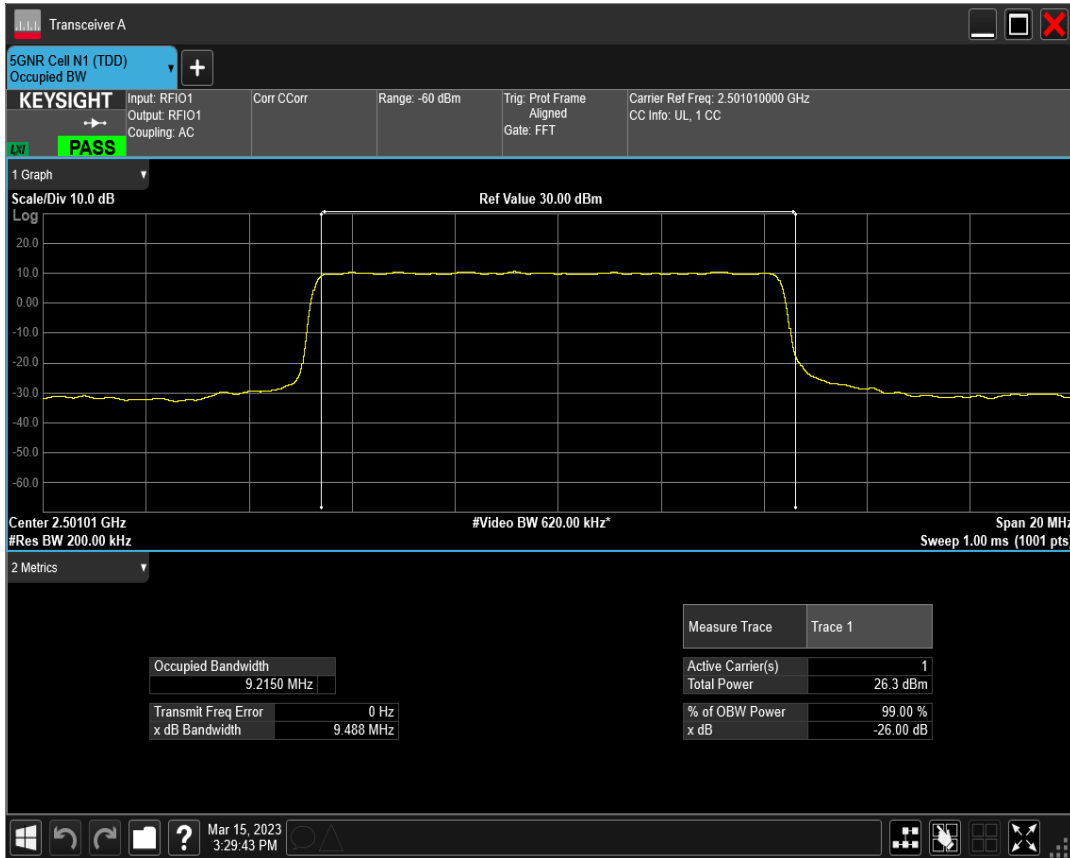 Transceiver A
5GNR Cell N1 (TDD)
Occupied BW
+
KEYSIGHT
LXI
PASS
Input: RFIO1
Output: RFIO1
Coupling: AC
Corr CCorr
Range: -60 dBm
Trig: Prot Frame
Aligned
Gate: FFT
Carrier Ref Freq: 2.501010000 GHz
CC Info: UL, 1 CC
1 Graph
Scale/Div 10.0 dB
Ref Value 30.00 dBm
Log
20.0
10.0
0.00
-10.0
-20.0
-30.0
-40.0
-50.0
-60.0
Center 2.50101 GHz
#Video BW 620.00 kHz*
Span 20 MHz
#Res BW 200.00 kHz
Sweep 1.00 ms (1001 pts)
2 Metrics
Measure Trace Trace 1
Occupied Bandwidth
9.2150 MHz
Active Carrier(s) 1
Total Power 26.3 dBm
Transmit Freq Error 0 Hz
x dB Bandwidth 9.488 MHz
% of OBW Power 99.00 %
x dB -26.00 dB
?
Mar 15, 2023
3:29:43 PM